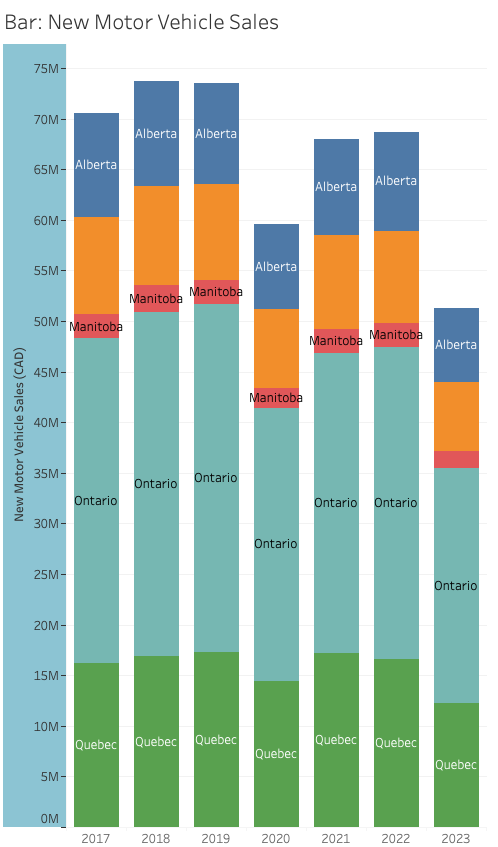 Bar: New Motor Vehicle Sales
75M
70M
65M
60M
55M
50M
45M
40M
35M
30M
25M
20M
15M
10M
5M
0M
New Motor Vehicle Sales (CAD)
Alberta
Manitoba
Ontario
Quebec
Alberta
Manitoba
Ontario
Quebec
Alberta
Manitoba
Ontario
Quebec
Alberta
Manitoba
Ontario
Quebec
Alberta
Manitoba
Ontario
Quebec
Alberta
Manitoba
Ontario
Quebec
Alberta
Ontario
Quebec
2017 2018 2019 2020 2021 2022 2023